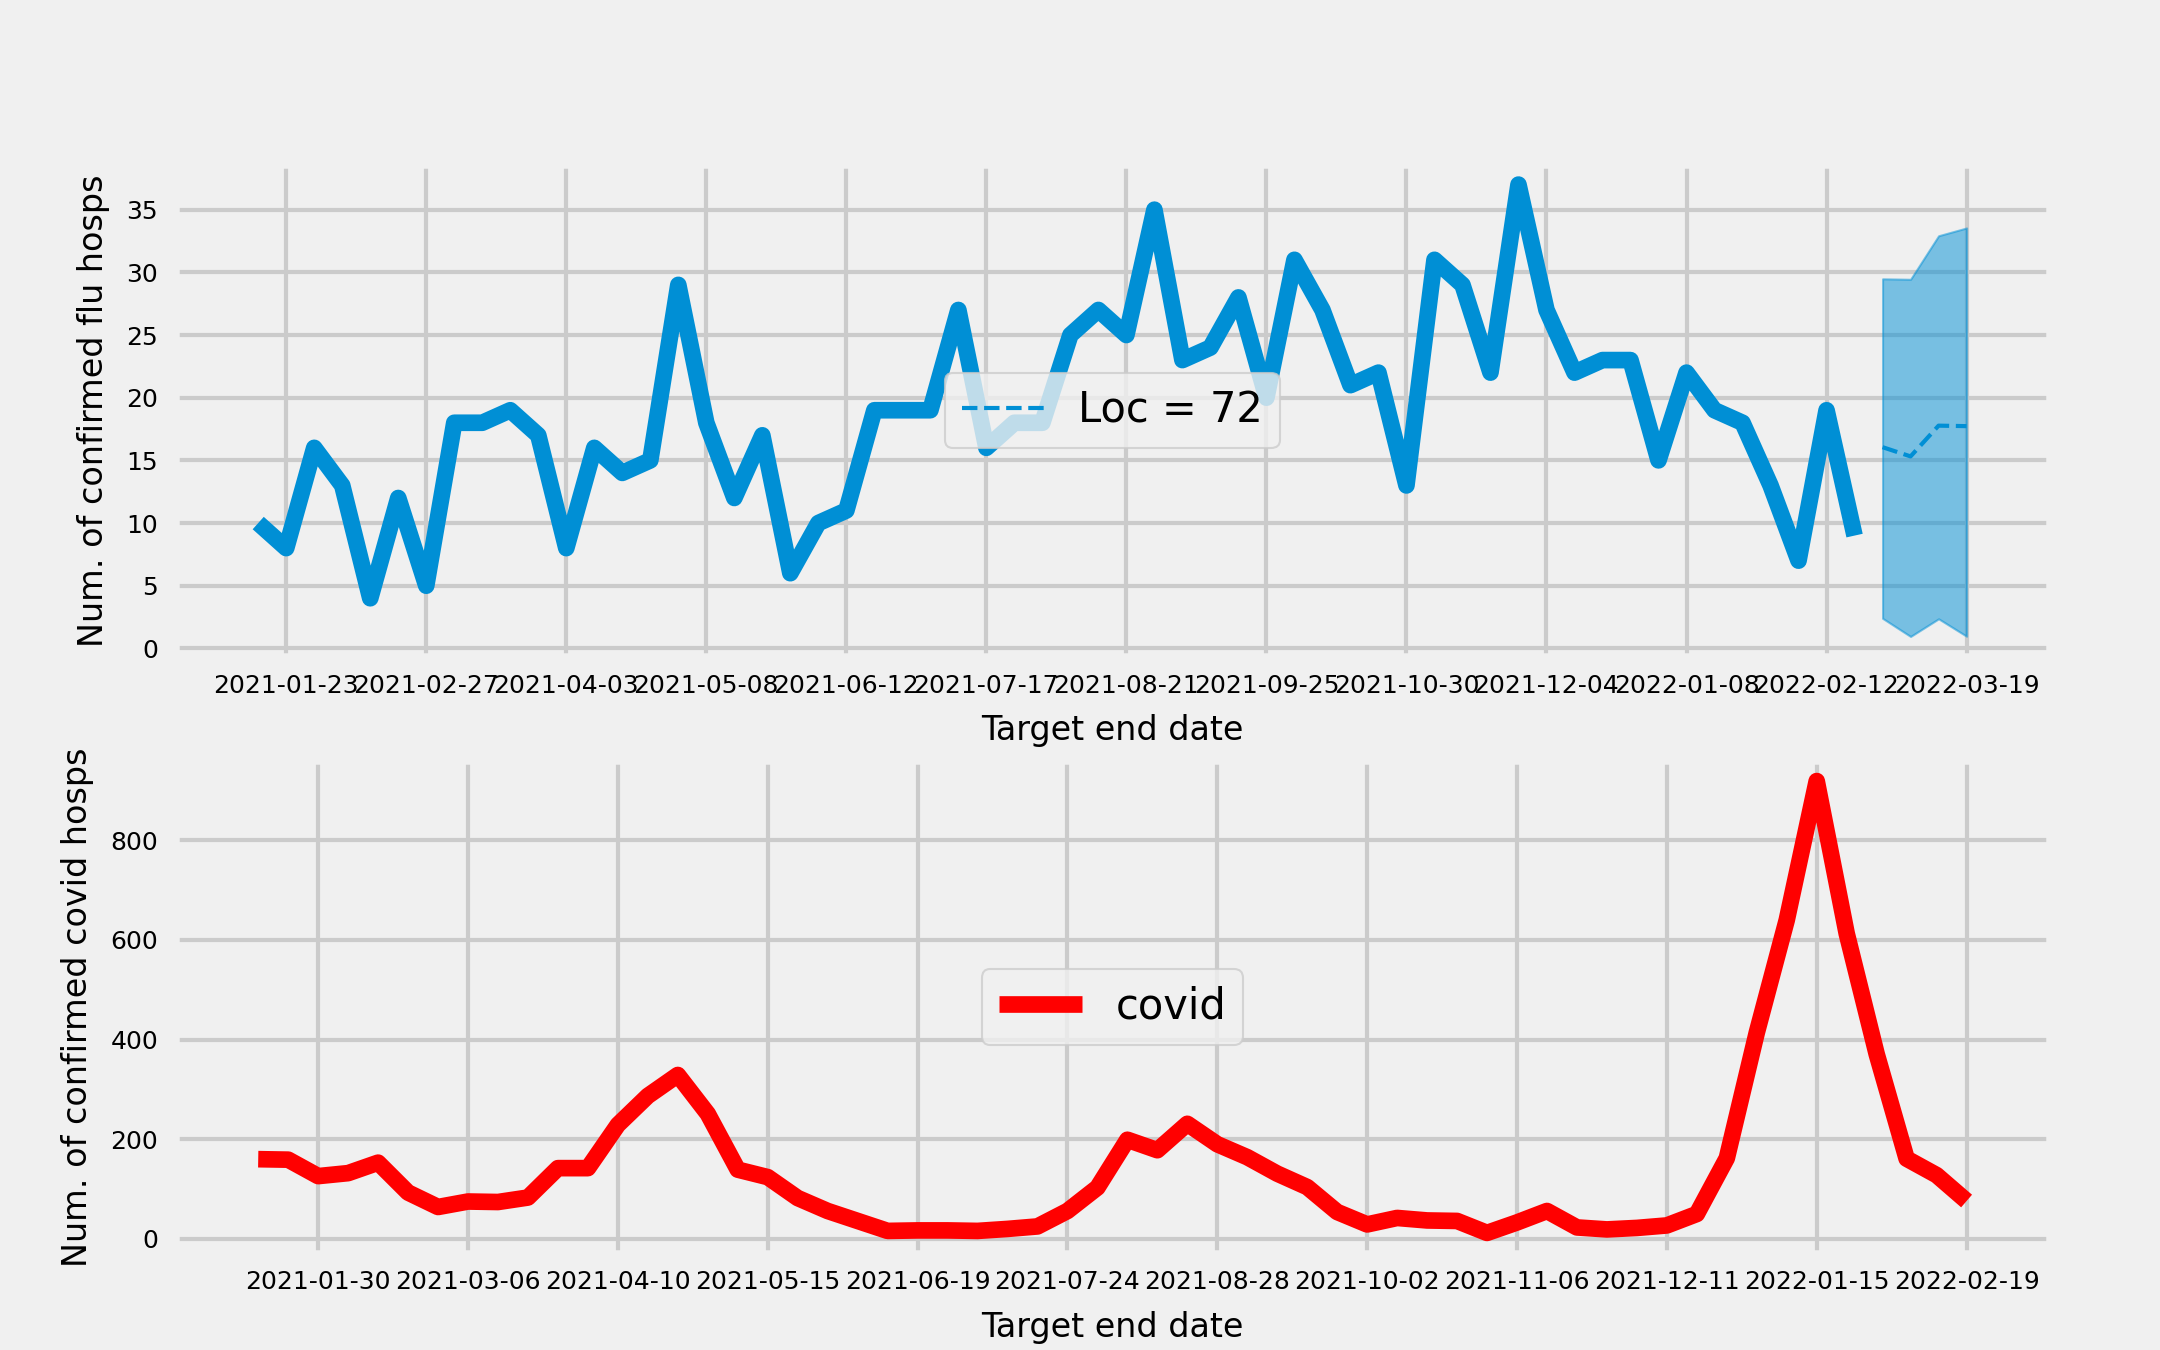 Num. of confirmed flu hosps
35
30
25
20
15
10
5
0
Loc = 72
2021-01-23 2021-02-27 2021-04-03 2021-05-08 2021-06-12 2021-07-17 2021-08-21 2021-09-25 2021-10-30 2021-12-04 2022-01-08 2022-02-12 2022-03-19
Target end date
Num. of confirmed covid hosps
800
600
400
200
0
covid
2021-01-30 2021-03-06 2021-04-10 2021-05-15 2021-06-19 2021-07-24 2021-08-28 2021-10-02 2021-11-06 2021-12-11 2022-01-15 2022-02-19
Target end date